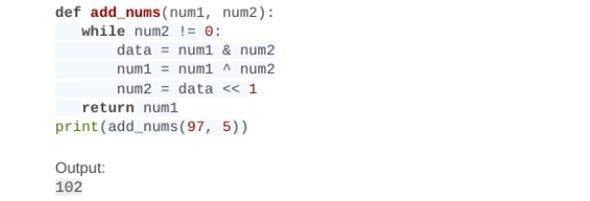 def add_nums(num1, num2):
    while num2 != 0:
        data = num1 & num2
        num1 = num1 ^ num2
        num2 = data << 1
    return num1
print(add_nums(97, 5))
Output:
102